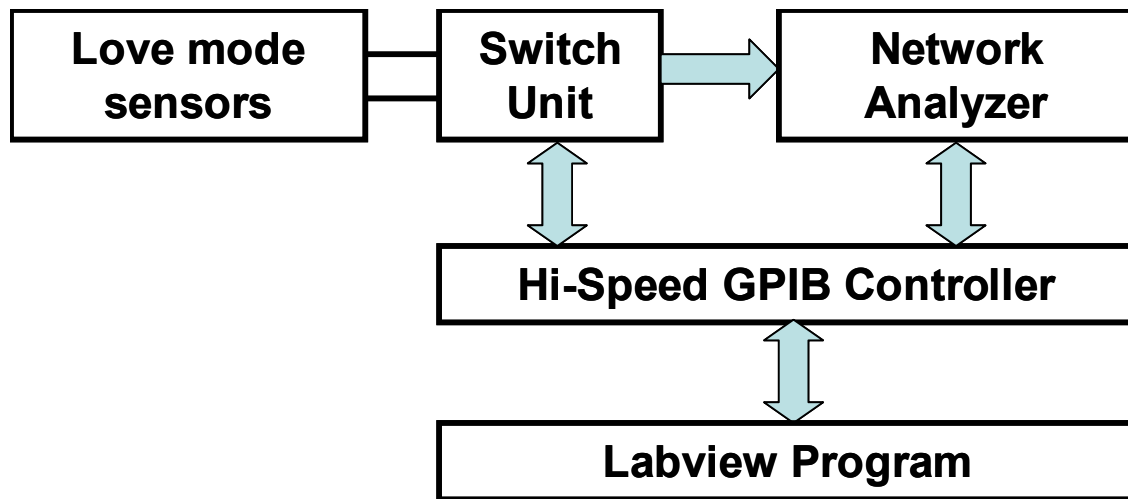 Love mode
sensors
Switch
Unit
Network
Analyzer
Hi-Speed GPIB Controller
Labview Program